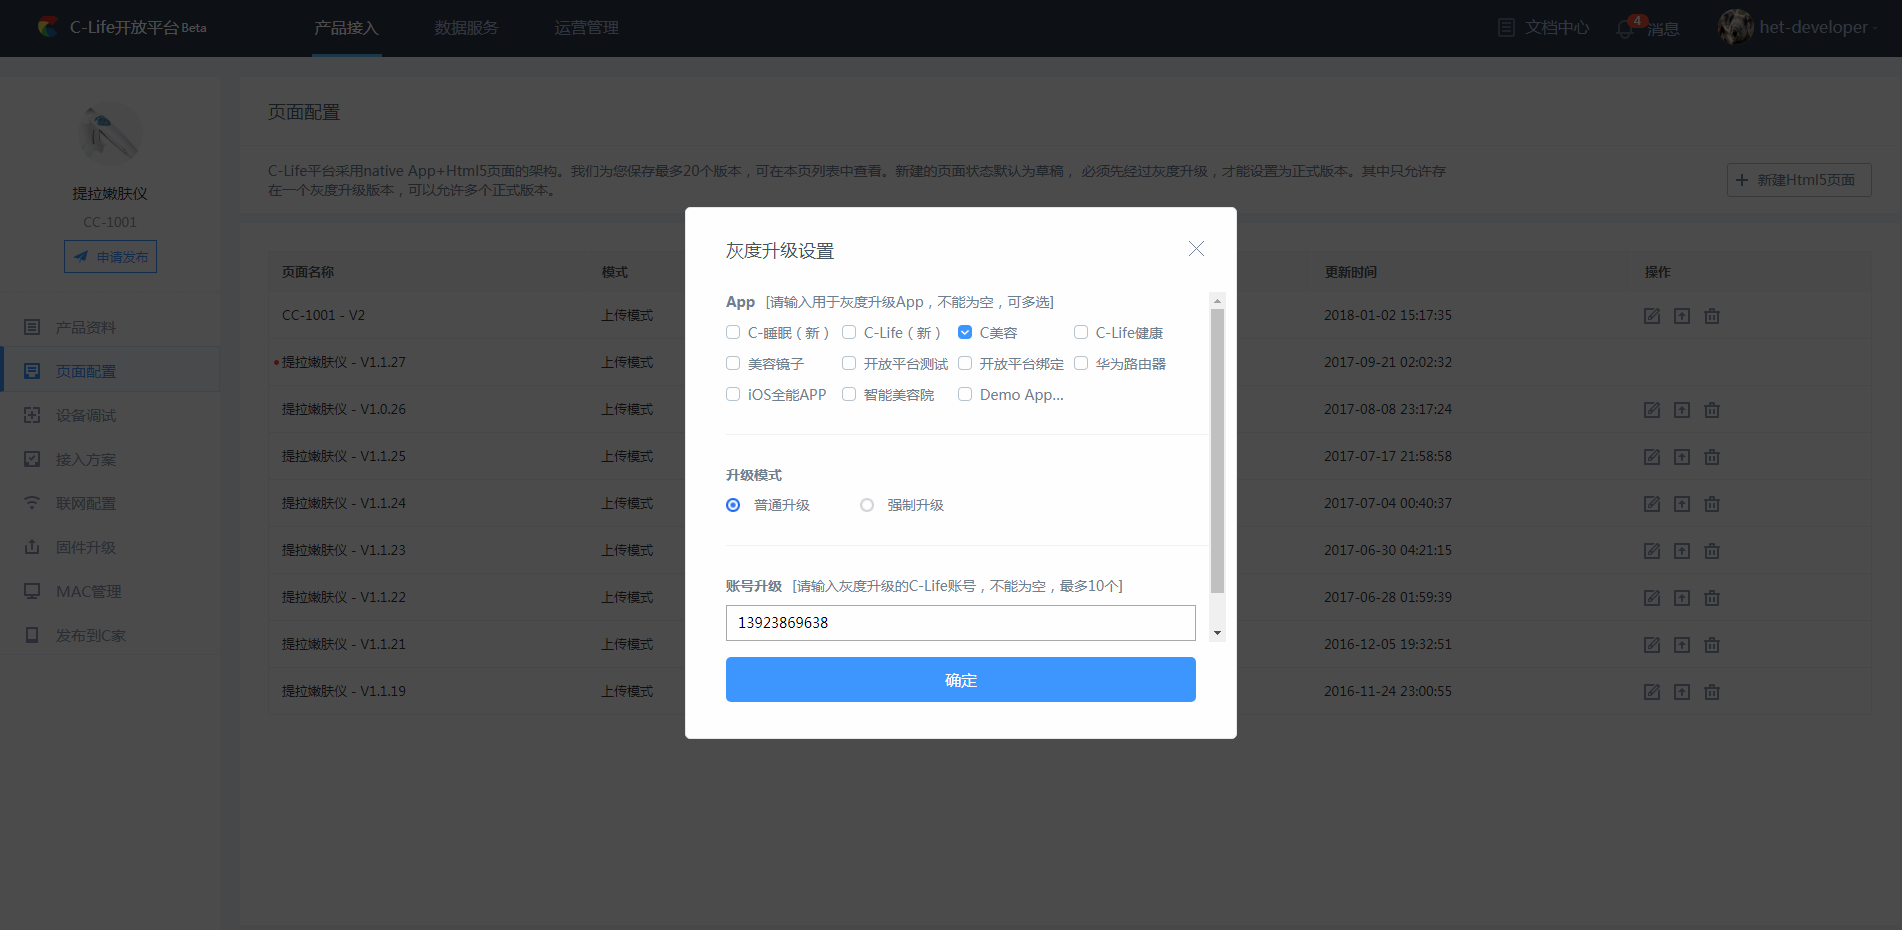 C-Life开放平台Beta
产品接入
数据服务
运营管理
文档中心
4
消息
het-developer
提拉嫩肤仪
CC-1001
申请发布
产品资料
页面配置
设备调试
接入方案
联网配置
固件升级
MAC管理
发布到C家
页面配置
C-Life平台采用native App+Html5页面的架构。我们为您保存最多20个版本，可在本页列表中查看。新建的页面状态默认为草稿， 必须先经过灰度升级，才能设置为正式版本。其中只允许存
在一个灰度升级版本，可以允许多个正式版本。
+ 新建Html5页面
页面名称 模式 更新时间 操作
CC-1001 - V2 上传模式 2018-01-02 15:17:35
提拉嫩肤仪 - V1.1.27 上传模式 2017-09-21 02:02:32
提拉嫩肤仪 - V1.0.26 上传模式 2017-08-08 23:17:24
提拉嫩肤仪 - V1.1.25 上传模式 2017-07-17 21:58:58
提拉嫩肤仪 - V1.1.24 上传模式 2017-07-04 00:40:37
提拉嫩肤仪 - V1.1.23 上传模式 2017-06-30 04:21:15
提拉嫩肤仪 - V1.1.22 上传模式 2017-06-28 01:59:39
提拉嫩肤仪 - V1.1.21 上传模式 2016-12-05 19:32:51
提拉嫩肤仪 - V1.1.19 上传模式 2016-11-24 23:00:55
灰度升级设置
App [请输入用于灰度升级App，不能为空，可多选]
C-睡眠（新） C-Life（新） C美容 C-Life健康
美容镜子 开放平台测试 开放平台绑定 华为路由器
iOS全能APP 智能美容院 Demo App...
升级模式
普通升级 强制升级
账号升级 [请输入灰度升级的C-Life账号，不能为空，最多10个]
13923869638
确定